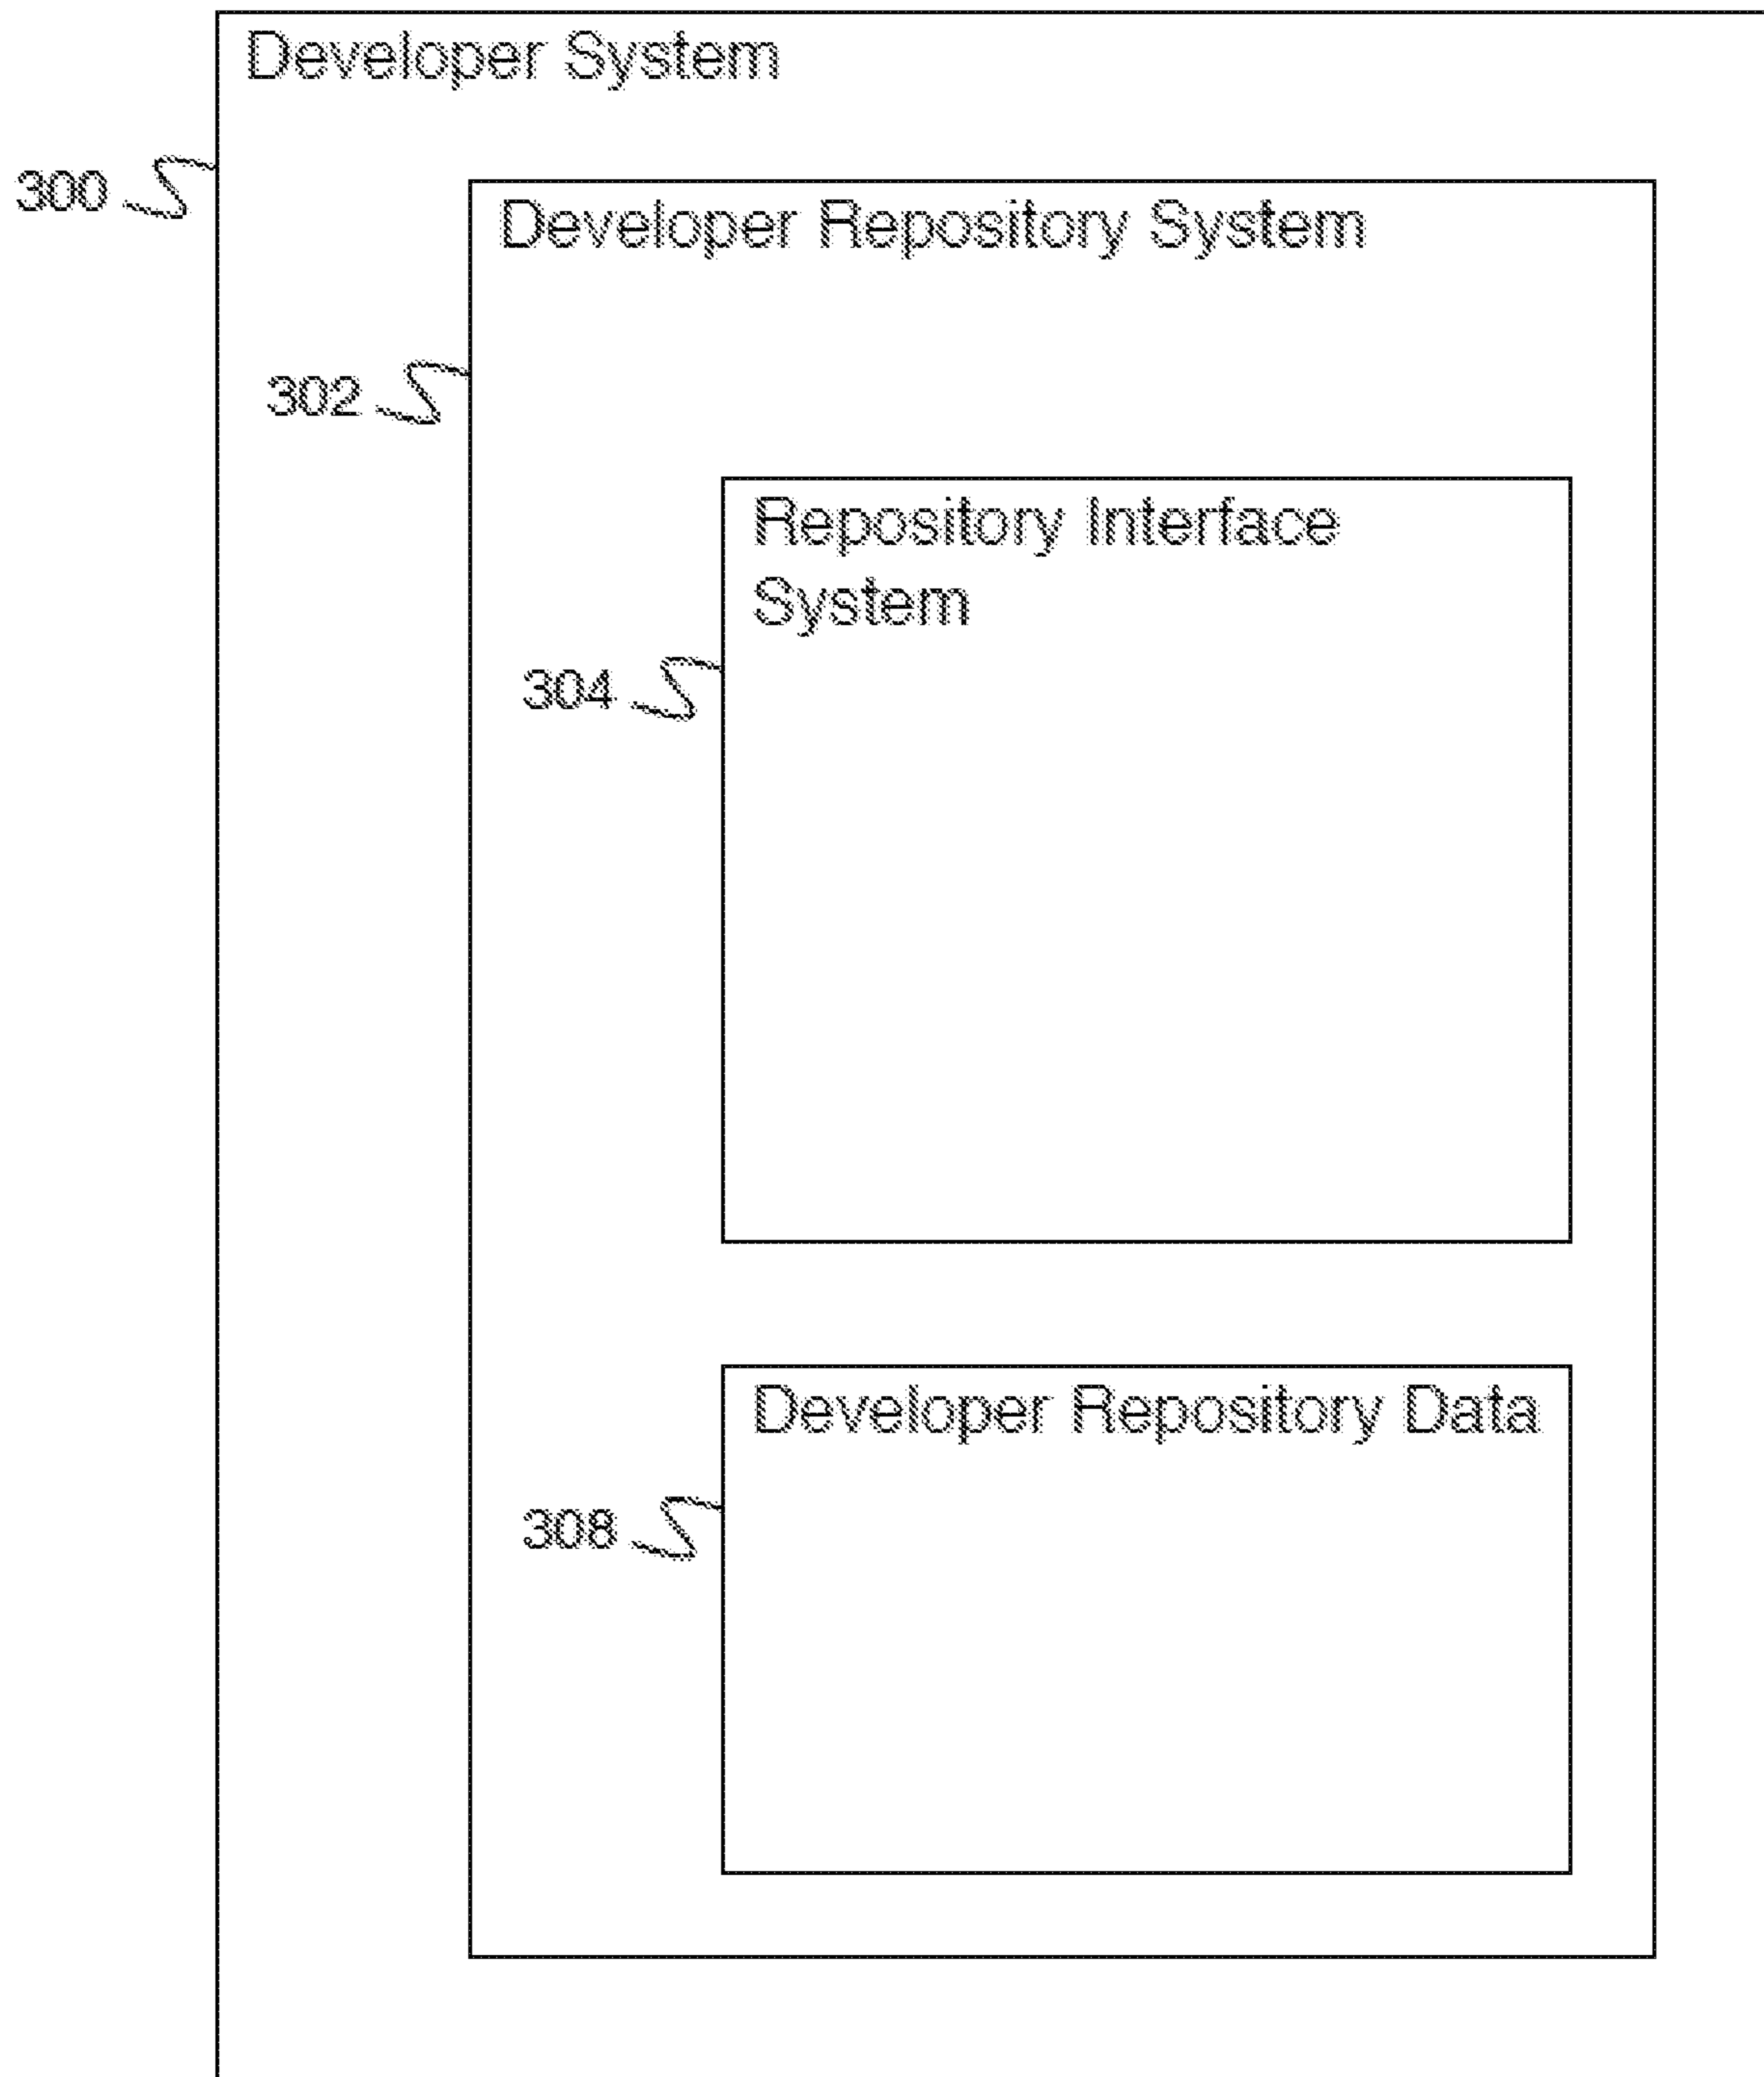 Developer System
300
Developer Repository System
302
Repository Interface
System
304
Developer Repository Data
308